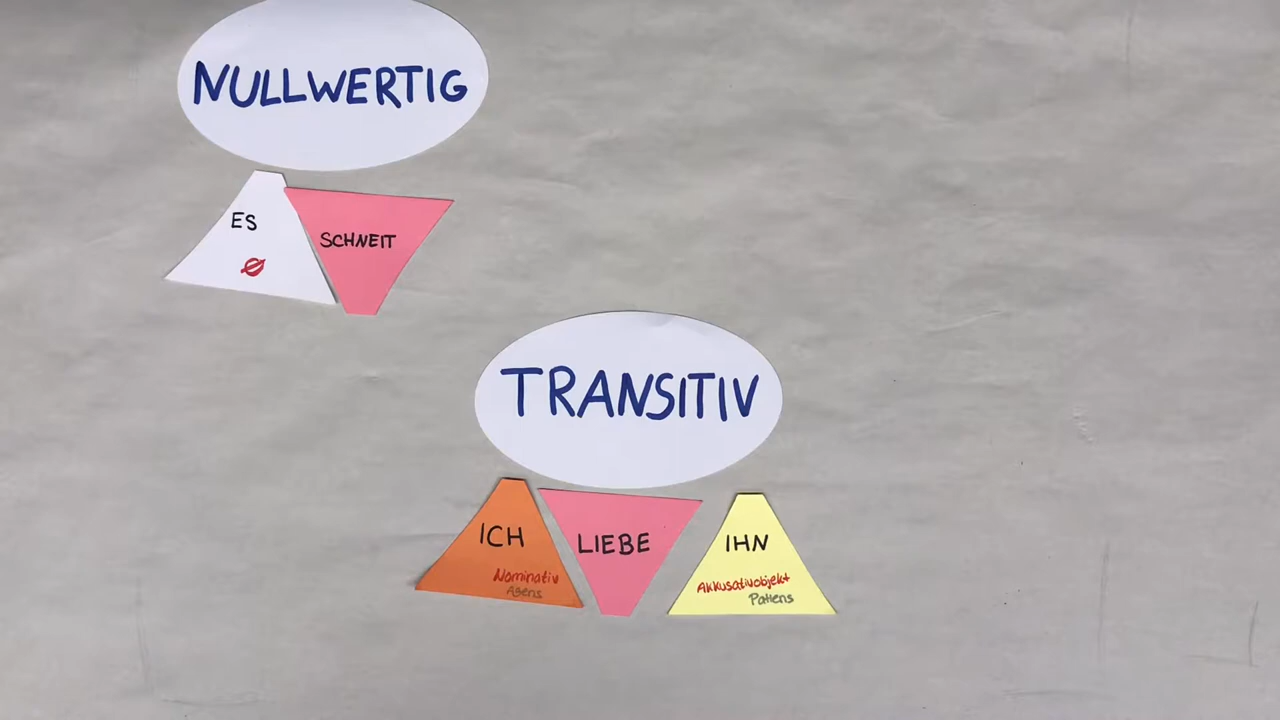 NULLWERTIG
ES
Ø
SCHNEIT
TRANSITIV
ICH
Nominativ
Agens
LIEBE
IHN
Akkusativobjekt
Patiens